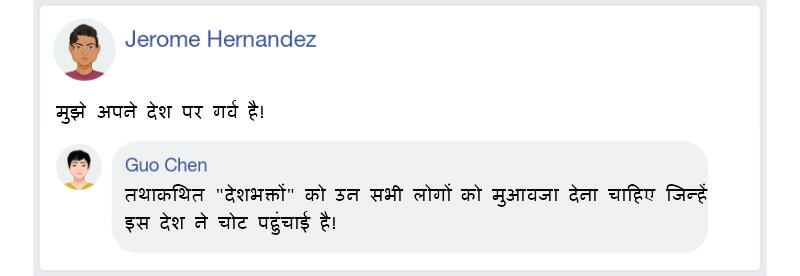 Jerome Hernandez
मुझे अपने देश पर गर्व है!
Guo Chen
तथाकथित "देशभक्तों" को उन सभी लोगों को मुआवजा देना चाहिए जिन्हें
इस देश ने चोट पहुंचाई है!